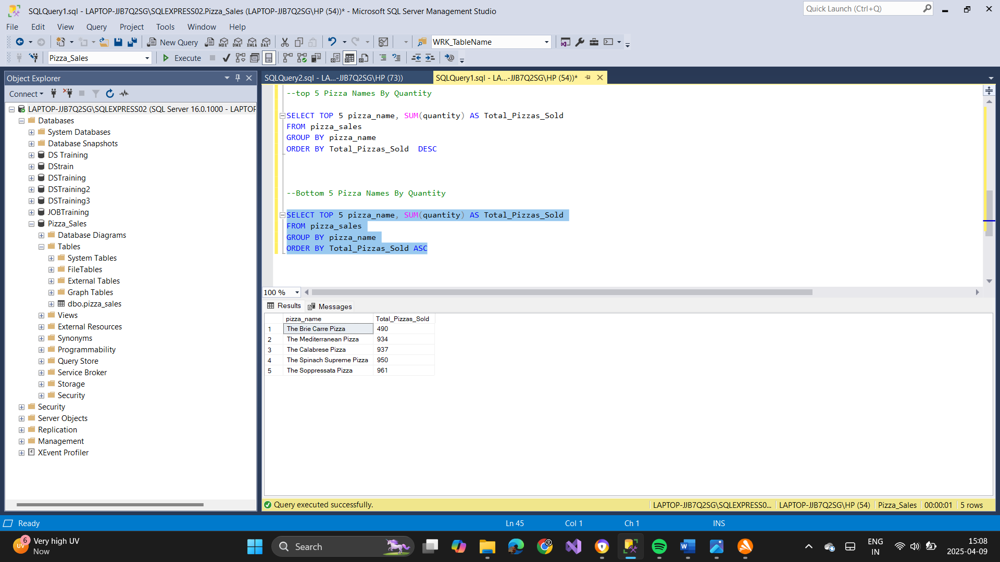 SQLQuery1.sql - LAPTOP-JJB7Q2SG\SQLEXPRESS02.Pizza_Sales (LAPTOP-JJB7Q2SG\HP (54))* - Microsoft SQL Server Management Studio
Quick Launch (Ctrl+Q)
File Edit View Query Project Tools Window Help
New Query MDX DMX XMLA DAX WRK_TableName
Pizza_Sales Execute
Object Explorer
Connect
LAPTOP-JJB7Q2SG\SQLEXPRESS02 (SQL Server 16.0.1000 - LAPTOP
Databases
System Databases
Database Snapshots
DS Training
DStrain
DSTraining
DSTraining2
DSTraining3
JOBTraining
Pizza_Sales
Database Diagrams
Tables
System Tables
FileTables
External Tables
Graph Tables
dbo.pizza_sales
Views
External Resources
Synonyms
Programmability
Query Store
Service Broker
Storage
Security
Security
Server Objects
Replication
Management
XEvent Profiler
SQLQuery2.sql - LA...-JJB7Q2SG\HP (73))
SQLQuery1.sql - LA...-JJB7Q2SG\HP (54))*
--top 5 Pizza Names By Quantity
SELECT TOP 5 pizza_name, SUM(quantity) AS Total_Pizzas_Sold
FROM pizza_sales
GROUP BY pizza_name
ORDER BY Total_Pizzas_Sold  DESC
--Bottom 5 Pizza Names By Quantity
SELECT TOP 5 pizza_name, SUM(quantity) AS Total_Pizzas_Sold
FROM pizza_sales
GROUP BY pizza_name
ORDER BY Total_Pizzas_Sold ASC
100 %
Results Messages
pizza_name Total_Pizzas_Sold
1 The Brie Carre Pizza 490
2 The Mediterranean Pizza 934
3 The Calabrese Pizza 937
4 The Spinach Supreme Pizza 950
5 The Soppressata Pizza 961
Query executed successfully.
LAPTOP-JJB7Q2SG\SQLEXPRESS0... LAPTOP-JJB7Q2SG\HP (54) Pizza_Sales 00:00:01 5 rows
Ready Ln 45 Col 1 Ch 1 INS
6
UV
Very high UV
Now
Search
ENG
IN
15:08
2025-04-09